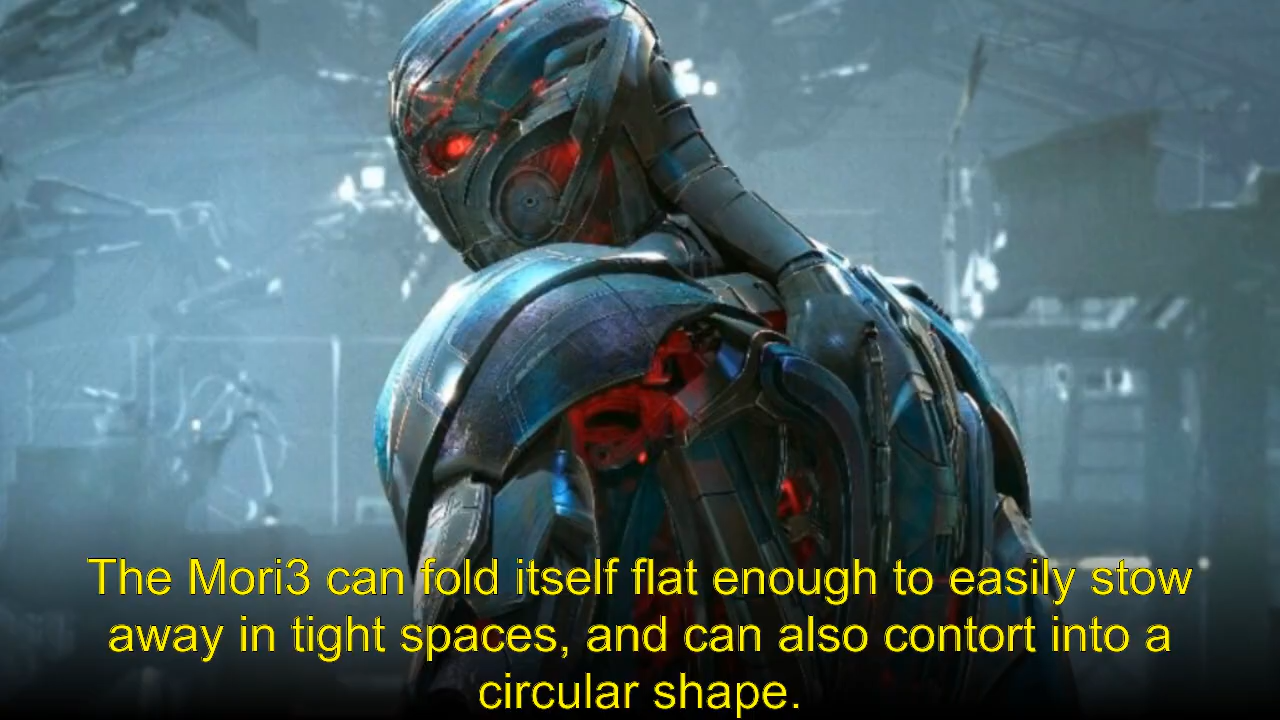 The Mori3 can fold itself flat enough to easily stow
away in tight spaces, and can also contort into a
circular shape.